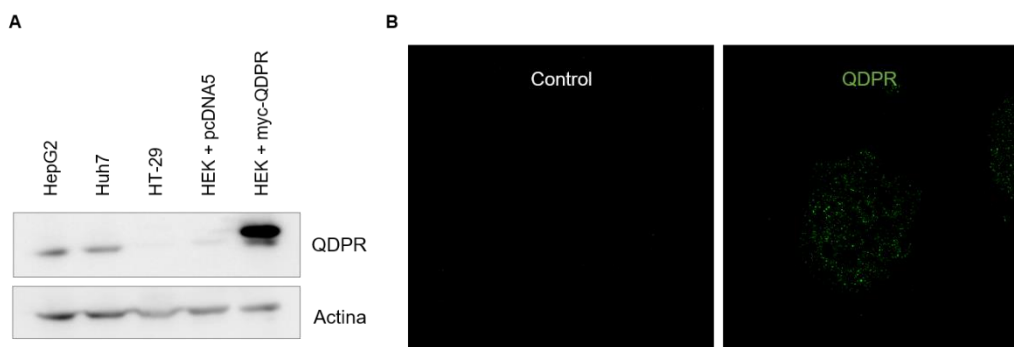 A
HepG2
Huh7
HT-29
HEK + pcDNA5
HEK + myc-QDPR
QDPR
Actina
B
Control
QDPR